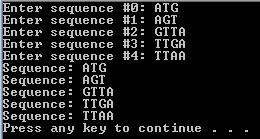 Enter sequence #0: ATG
Enter sequence #1: AGT
Enter sequence #2: GTTA
Enter sequence #3: TTGA
Enter sequence #4: TTAA
Sequence: ATG
Sequence: AGT
Sequence: GTTA
Sequence: TTGA
Sequence: TTAA
Press any key to continue . . .